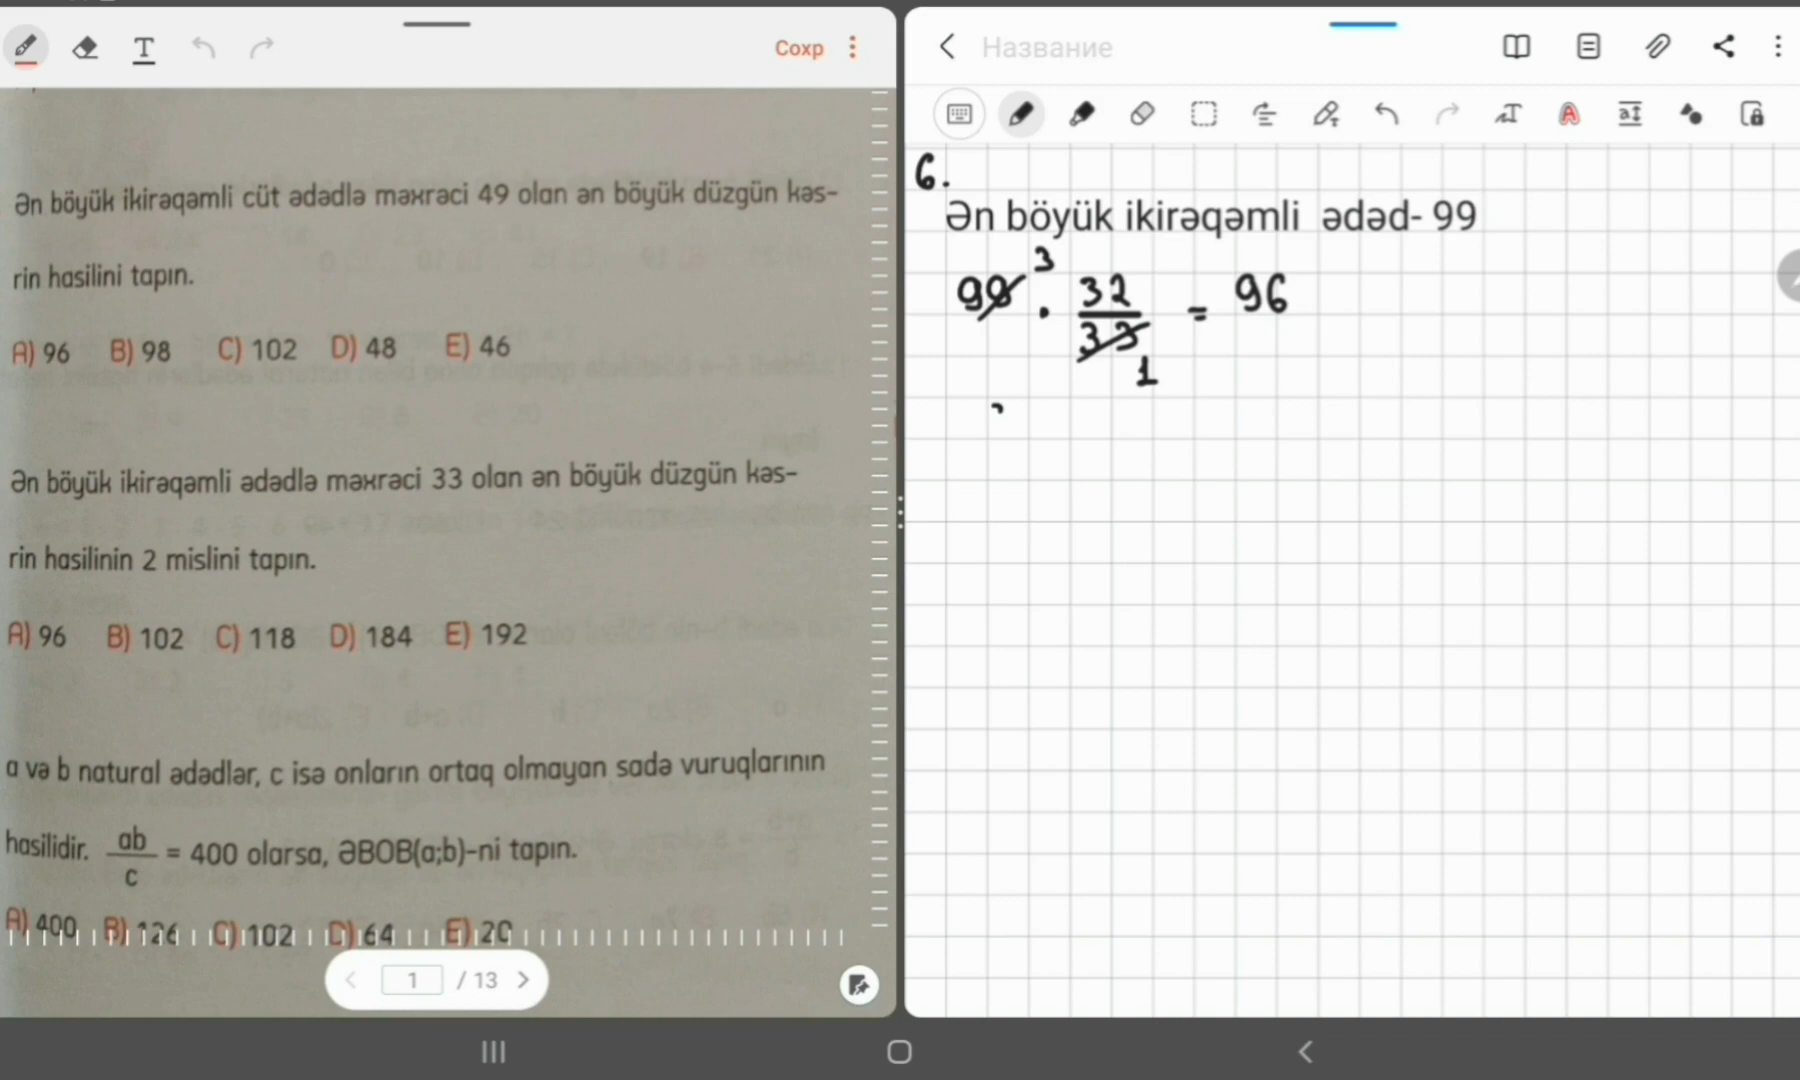 T
Сохр
Ən böyük ikirəqəmli cüt ədədlə məxrəci 49 olan ən böyük düzgün kəs-
rin hasilini tapın.
A) 96 B) 98 C) 102 D) 48 E) 46
Ən böyük ikirəqəmli ədədlə məxrəci 33 olan ən böyük düzgün kəs-
rin hasilinin 2 mislini tapın.
A) 96 B) 102 C) 118 D) 184 E) 192
a və b natural ədədlər, c isə onların ortaq olmayan sadə vuruqlarının
hasilidir. ab/c = 400 olarsa, ƏBOB(a;b)-ni tapın.
A) 400 B) 126 C) 102 D) 64 E) 20
1 / 13
Название
6.
Ən böyük ikirəqəmli ədəd- 99
3
99 · 32/33 = 96
1